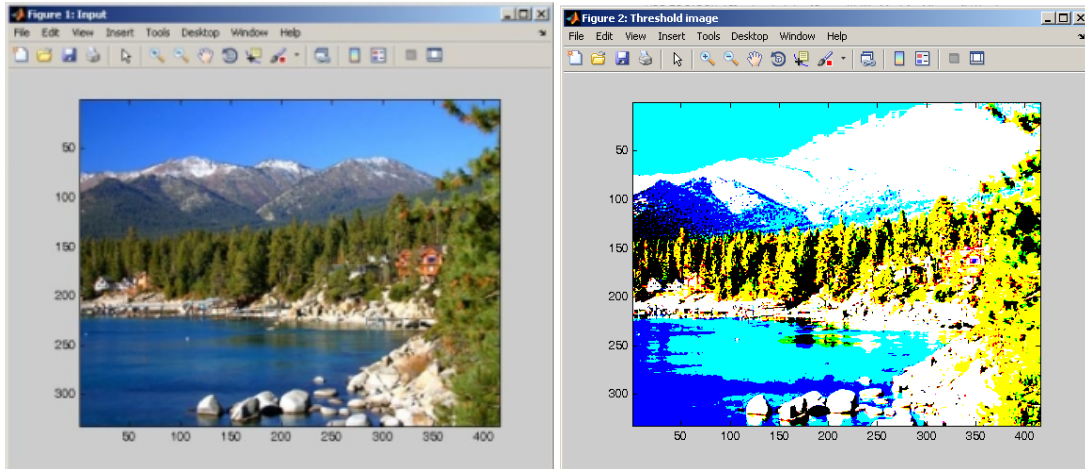 Figure 1: Input
File Edit View Insert Tools Desktop Window Help
50
100
150
200
250
300
50 100 150 200 250 300 350 400
Figure 2: Threshold image
File Edit View Insert Tools Desktop Window Help
50
100
150
200
250
300
50 100 150 200 250 300 350 400